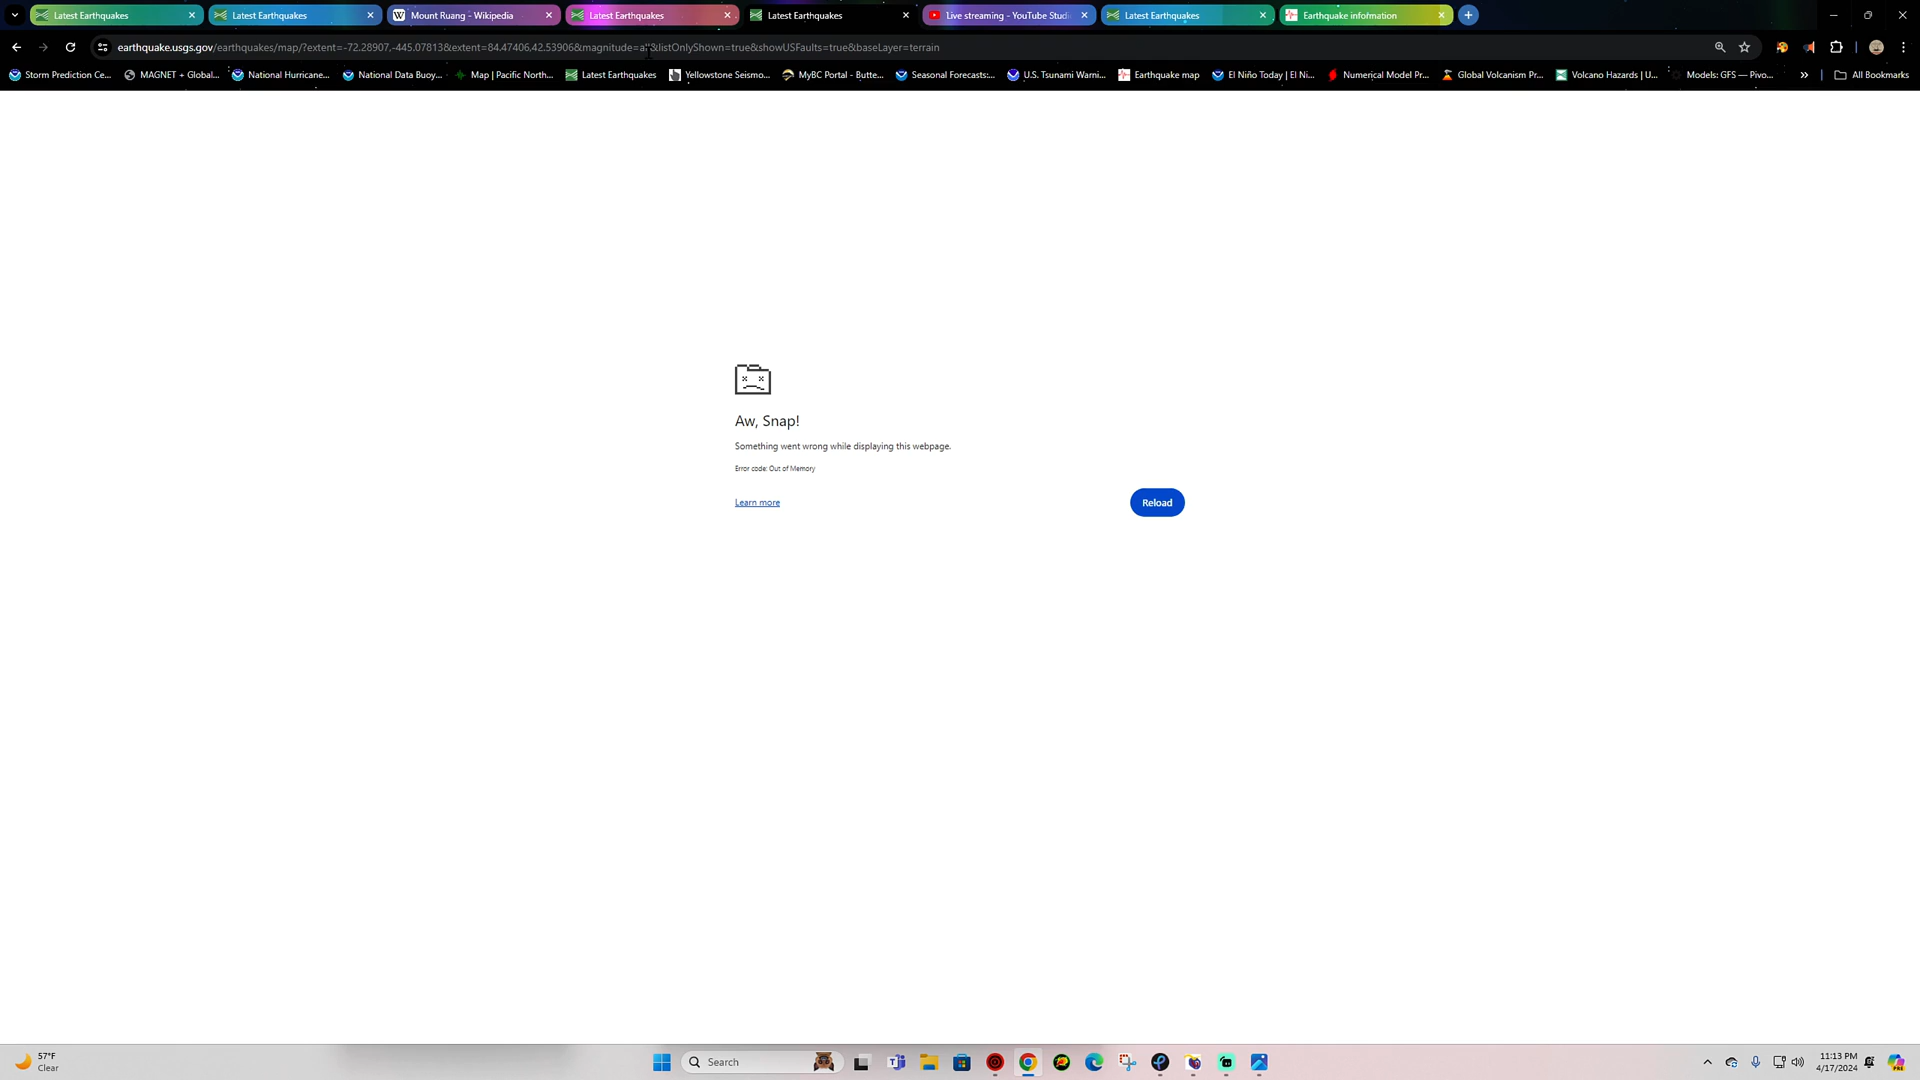 Latest Earthquakes
Latest Earthquakes
Mount Ruang - Wikipedia
Latest Earthquakes
Latest Earthquakes
Live streaming - YouTube Studi
Latest Earthquakes
Earthquake information
earthquake.usgs.gov/earthquakes/map/?extent=-72.28907,-445.07813&extent=84.47406,42.53906&magnitude=all&listOnlyShown=true&showUSFaults=true&baseLayer=terrain
Storm Prediction Ce...
MAGNET + Global...
National Hurricane...
National Data Buoy...
Map | Pacific North...
Latest Earthquakes
Yellowstone Seismo...
MyBC Portal - Butte...
Seasonal Forecasts:...
U.S. Tsunami Warni...
Earthquake map
El Niño Today | El Ni...
Numerical Model Pr...
Global Volcanism Pr...
Volcano Hazards | U...
Models: GFS — Pivo...
»
All Bookmarks
Aw, Snap!
Something went wrong while displaying this webpage.
Error code: Out of Memory
Learn more
Reload
57°F
Clear
Search
11:13 PM
4/17/2024
PRE